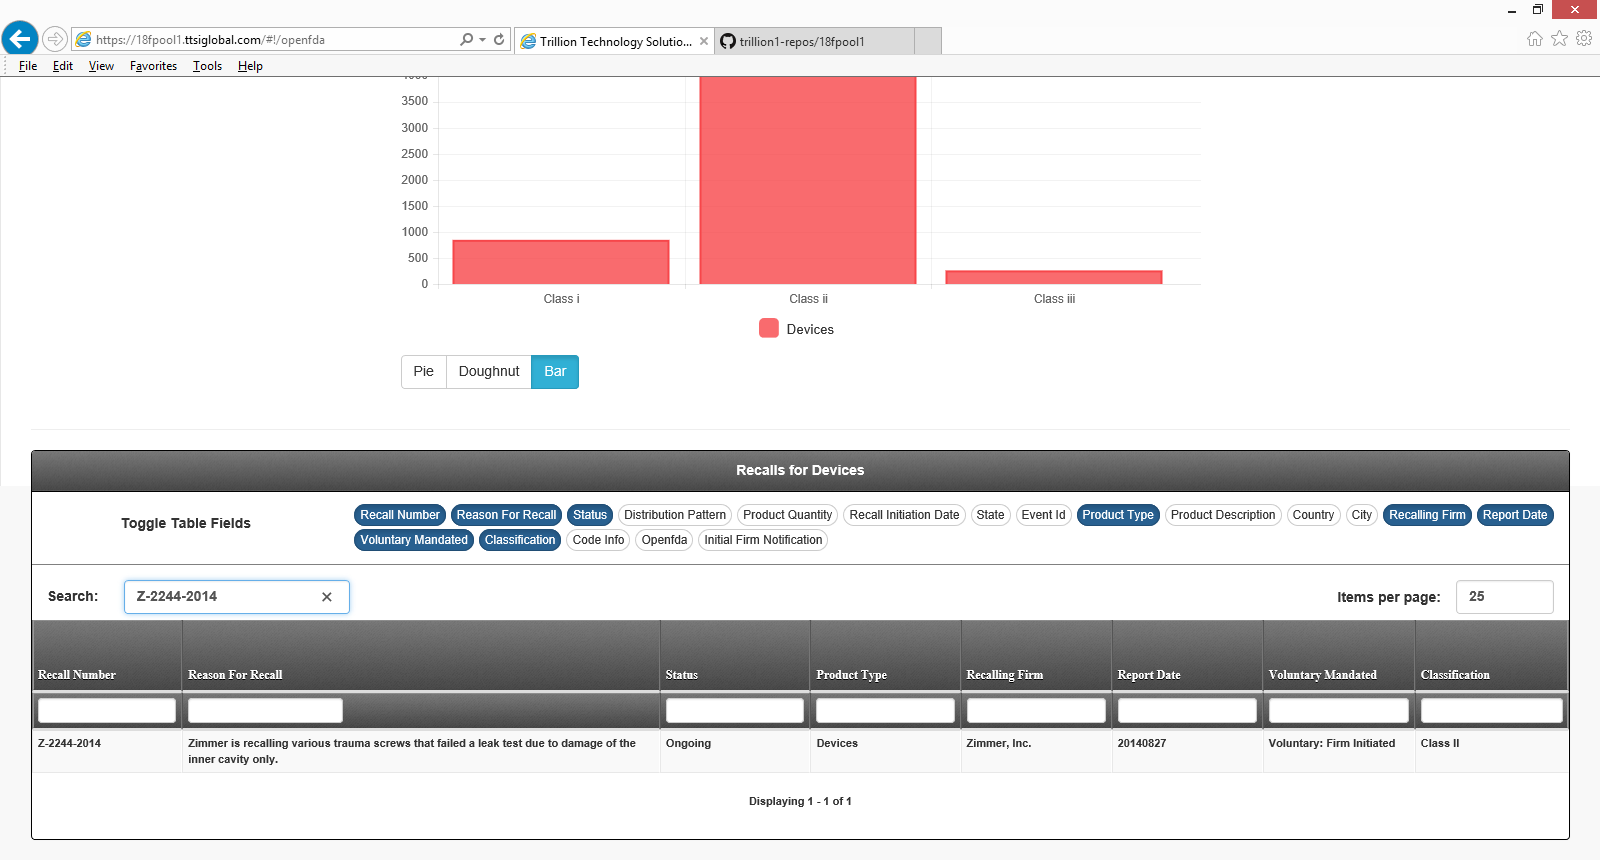 https://18fpool1.ttsiglobal.com/#!/openfda
Trillion Technology Solutio...
trillion1-repos/18fpool1
File Edit View Favorites Tools Help
3500
3000
2500
2000
1500
1000
500
0
Class i Class ii Class iii
Devices
Pie Doughnut Bar
Recalls for Devices
Toggle Table Fields
Recall Number Reason For Recall Status Distribution Pattern Product Quantity Recall Initiation Date State Event Id Product Type Product Description Country City Recalling Firm Report Date
Voluntary Mandated Classification Code Info Openfda Initial Firm Notification
Search: Z-2244-2014 Items per page: 25
Recall Number Reason For Recall Status Product Type Recalling Firm Report Date Voluntary Mandated Classification
Z-2244-2014 Zimmer is recalling various trauma screws that failed a leak test due to damage of the Ongoing Devices Zimmer, Inc. 20140827 Voluntary: Firm Initiated Class II
inner cavity only.
Displaying 1 - 1 of 1